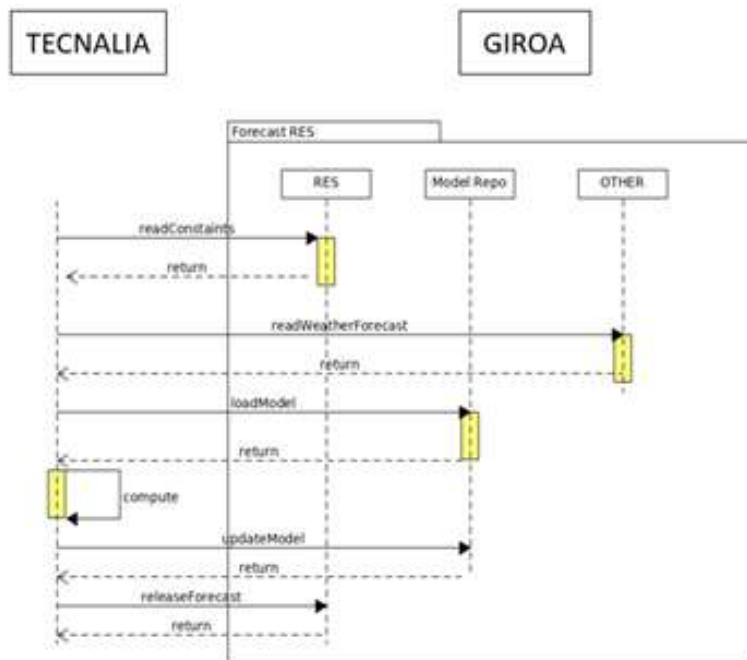 TECNALIA
GIROA
Forecast RES
RES
Model Repo
OTHER
readConstaints
return
readWeatherForecast
return
loadModel
return
compute
updateModel
return
releaseForecast
return